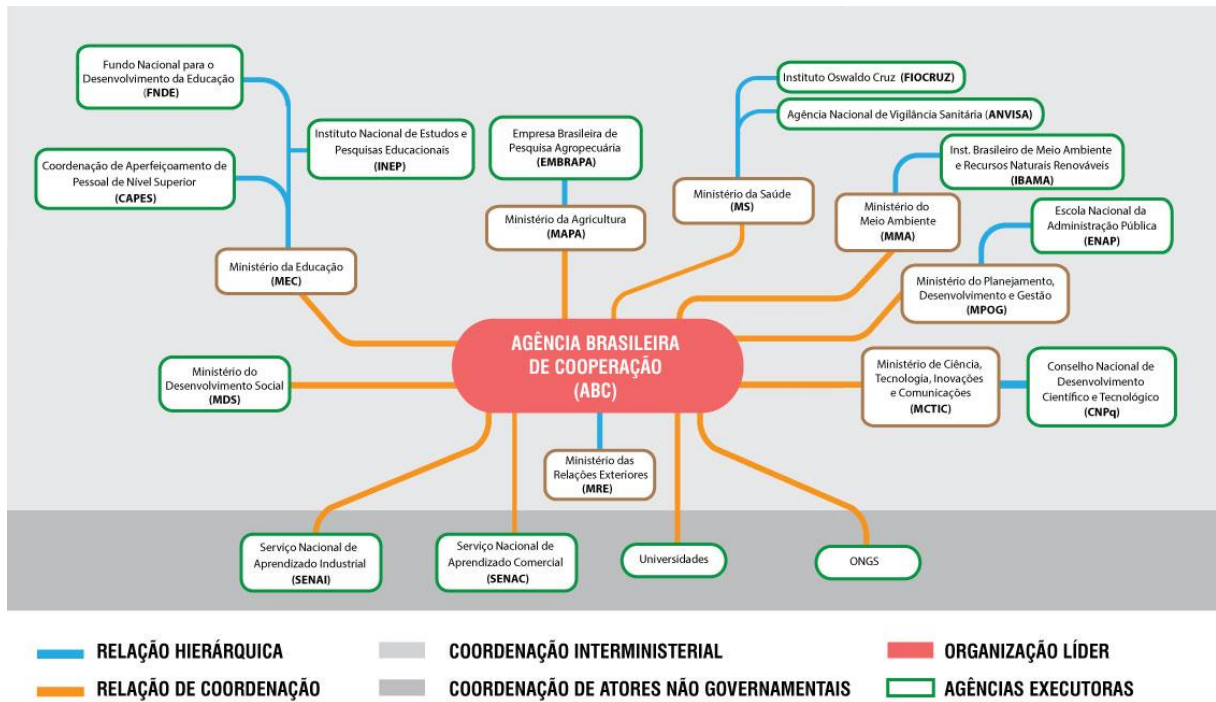 Fundo Nacional para o
Desenvolvimento da Educação
(FNDE)
Instituto Nacional de Estudos e
Pesquisas Educacionais
(INEP)
Coordenação de Aperfeiçoamento de
Pessoal de Nível Superior
(CAPES)
Ministério da Educação
(MEC)
Empresa Brasileira de
Pesquisa Agropecuária
(EMBRAPA)
Ministério da Agricultura
(MAPA)
Instituto Oswaldo Cruz (FIOCRUZ)
Agência Nacional de Vigilância Sanitária (ANVISA)
Ministério da Saúde
(MS)
Inst. Brasileiro de Meio Ambiente
e Recursos Naturais Renováveis
(IBAMA)
Ministério do
Meio Ambiente
(MMA)
Escola Nacional da
Administração Pública
(ENAP)
Ministério do Planejamento,
Desenvolvimento e Gestão
(MPOG)
AGÊNCIA BRASILEIRA
DE COOPERAÇÃO
(ABC)
Ministério do
Desenvolvimento Social
(MDS)
Ministério de Ciência,
Tecnologia, Inovações
e Comunicações
(MCTIC)
Conselho Nacional de
Desenvolvimento
Científico e Tecnológico
(CNPq)
Ministério das
Relações Exteriores
(MRE)
Serviço Nacional de
Aprendizado Industrial
(SENAI)
Serviço Nacional de
Aprendizado Comercial
(SENAC)
Universidades
ONGS
RELAÇÃO HIERÁRQUICA
COORDENAÇÃO INTERMINISTERIAL
ORGANIZAÇÃO LÍDER
RELAÇÃO DE COORDENAÇÃO
COORDENAÇÃO DE ATORES NÃO GOVERNAMENTAIS
AGÊNCIAS EXECUTORAS